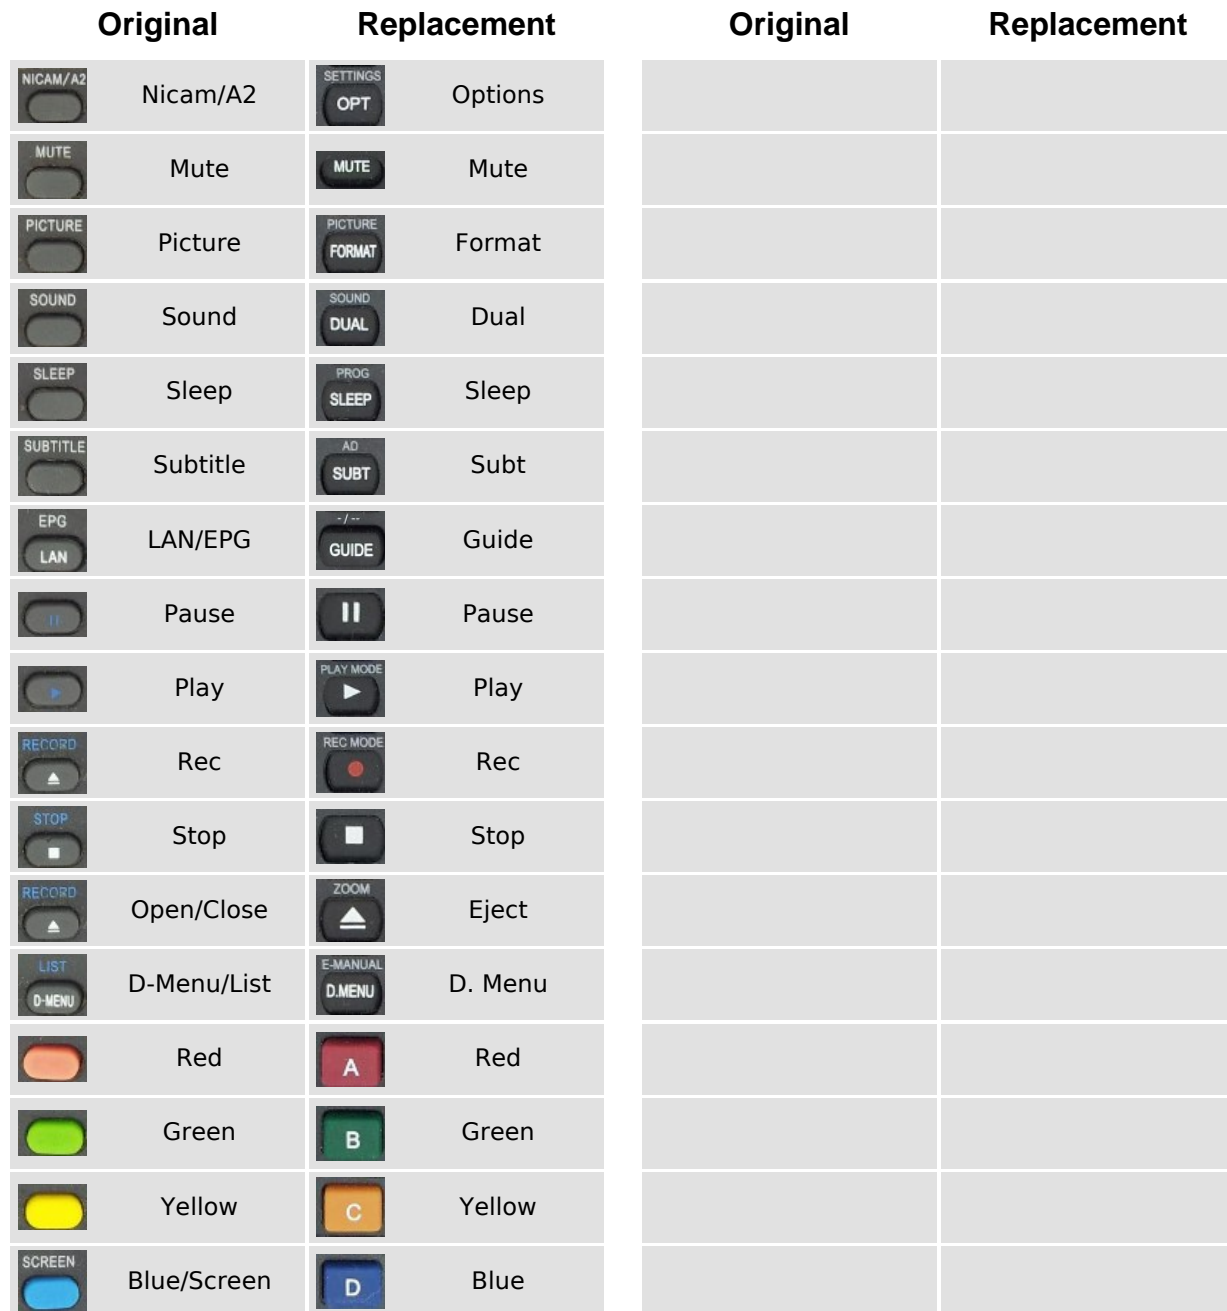 Original Replacement Original Replacement
NICAM/A2 Nicam/A2 SETTINGS OPT Options
MUTE Mute MUTE Mute
PICTURE Picture PICTURE FORMAT Format
SOUND Sound SOUND DUAL Dual
SLEEP Sleep PROG SLEEP Sleep
SUBTITLE Subtitle AD SUBT Subt
EPG LAN LAN/EPG -/-- GUIDE Guide
Pause Pause
Play PLAY MODE Play
RECORD Rec REC MODE Rec
STOP Stop Stop
RECORD Open/Close ZOOM Eject
LIST D-MENU D-Menu/List E-MANUAL D.MENU D. Menu
Red A Red
Green B Green
Yellow C Yellow
SCREEN Blue/Screen D Blue